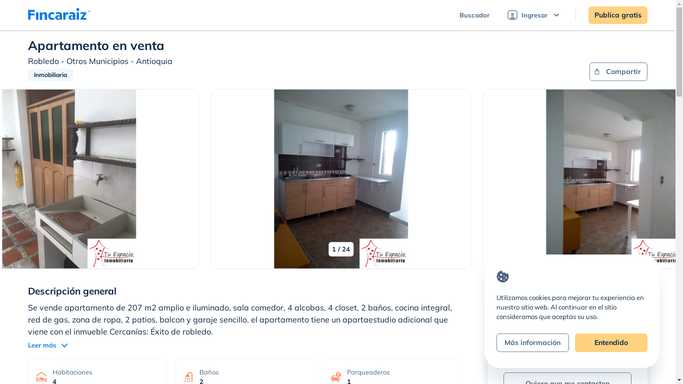 Fincaraiz
Buscador
Ingresar
Publica gratis
Apartamento en venta
Robledo - Otros Municipios - Antioquia
Inmobiliaria
Compartir
Tu Espacio
Inmobiliario
1 / 24
Tu Espacio
Inmobiliario
Tu Espacio
Descripción general
Se vende apartamento de 207 m2 amplio e iluminado, sala comedor, 4 alcobas, 4 closet, 2 baños, cocina integral,
red de gas, zona de ropa, 2 patios, balcon y garaje sencillo, el apartamento tiene un apartaestudio adicional que
viene con el inmueble Cercanías: Éxito de robledo.
Leer más
Habitaciones
4
Baños
2
Parqueaderos
1
Utilizamos cookies para mejorar tu experiencia en
nuestro sitio web. Al continuar en el sitio
consideramos que aceptas su uso.
Más información
Entendido
Quiero que me contacten